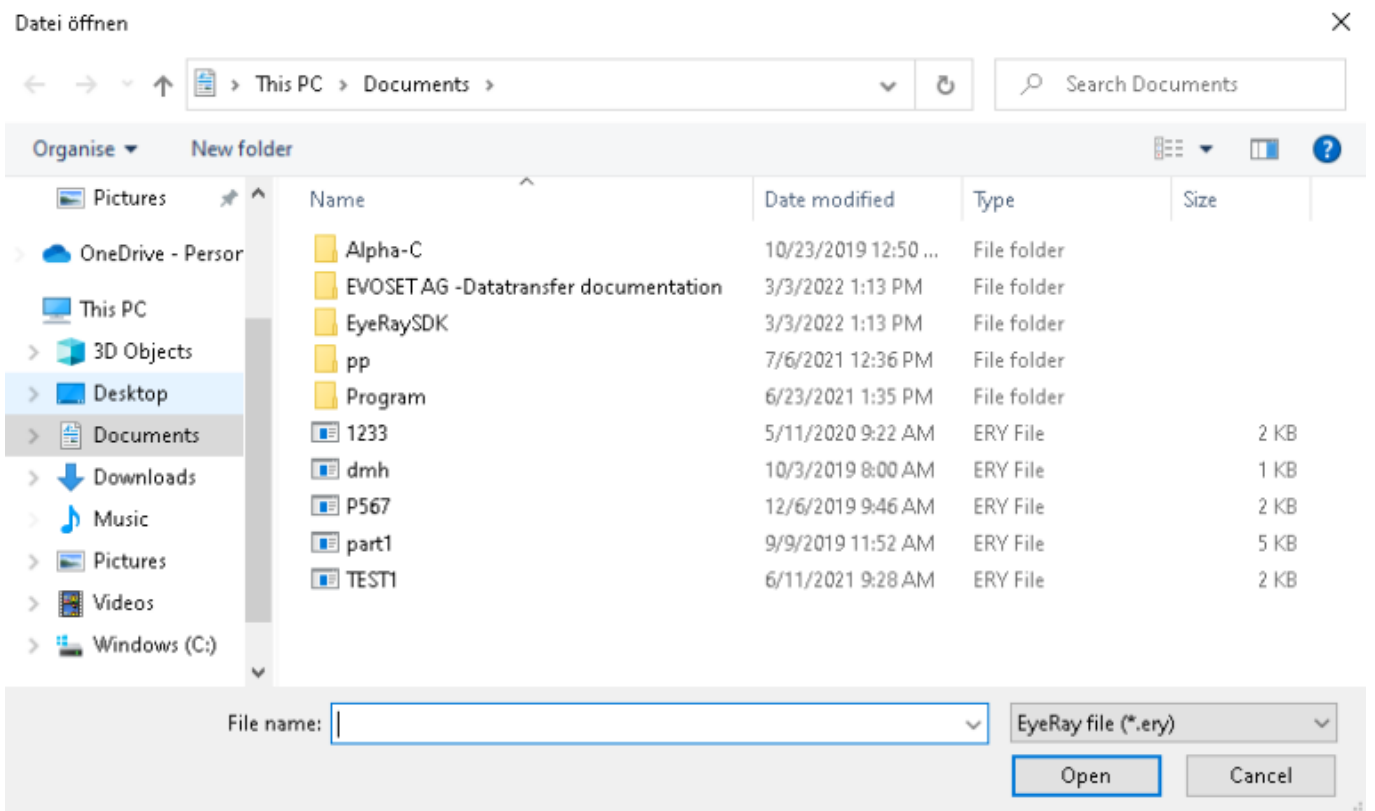 Datei öffnen
This PC > Documents >
Search Documents
Organise New folder
Name Date modified Type Size
Pictures
OneDrive - Person
This PC
3D Objects
Desktop
Documents
Downloads
Music
Pictures
Videos
Windows (C:)
Alpha-C 10/23/2019 12:50 ... File folder
EVOSET AG -Datatransfer documentation 3/3/2022 1:13 PM File folder
EyeRaySDK 3/3/2022 1:13 PM File folder
pp 7/6/2021 12:36 PM File folder
Program 6/23/2021 1:35 PM File folder
1233 5/11/2020 9:22 AM ERY File 2 KB
dmh 10/3/2019 8:00 AM ERY File 1 KB
P567 12/6/2019 9:46 AM ERY File 2 KB
part1 9/9/2019 11:52 AM ERY File 5 KB
TEST1 6/11/2021 9:28 AM ERY File 2 KB
File name: EyeRay file (*.ery)
Open Cancel